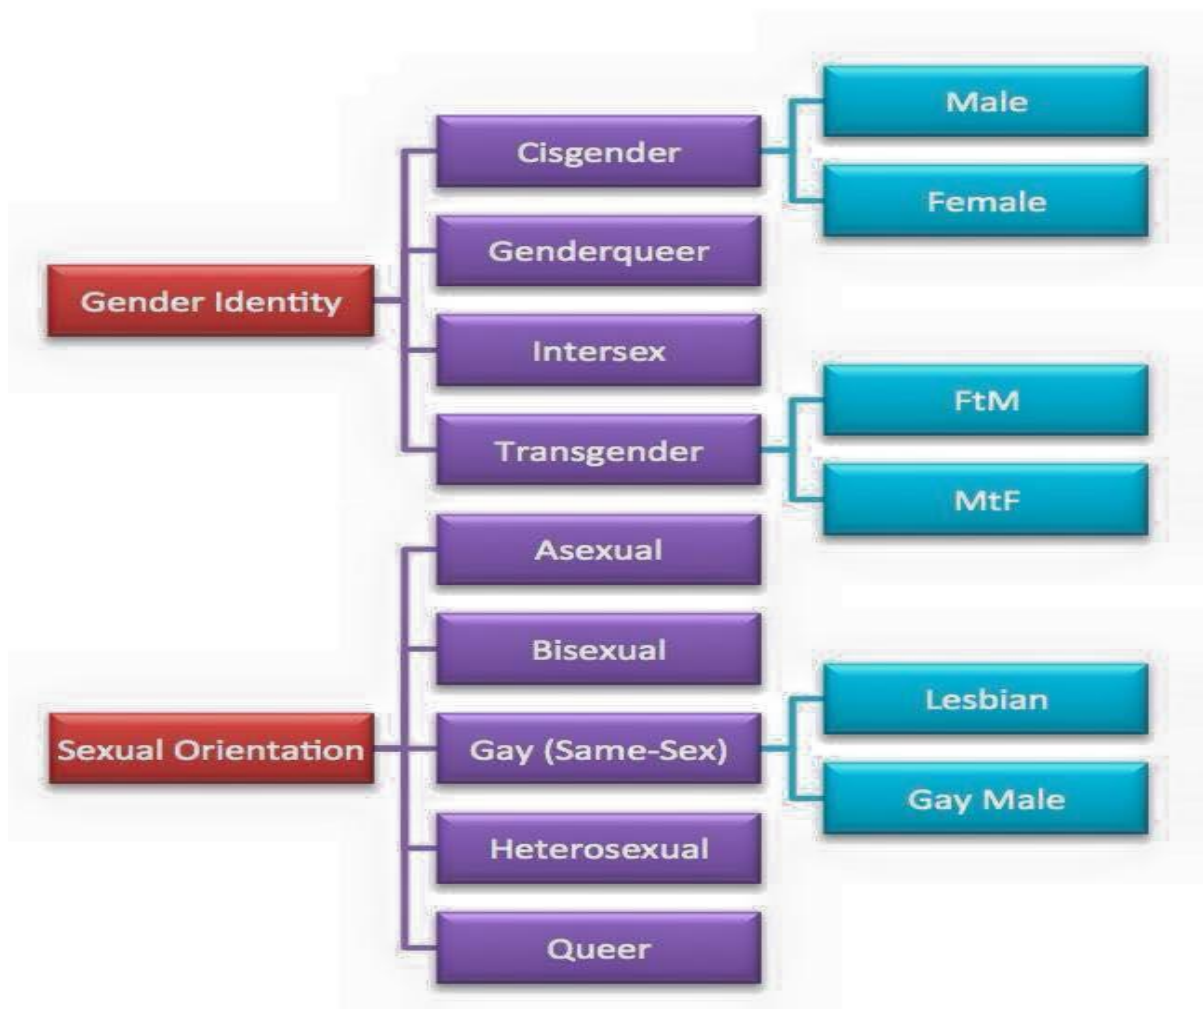 Gender Identity
Cisgender
Male
Female
Genderqueer
Intersex
Transgender
FtM
MtF
Sexual Orientation
Asexual
Bisexual
Gay (Same-Sex)
Lesbian
Gay Male
Heterosexual
Queer